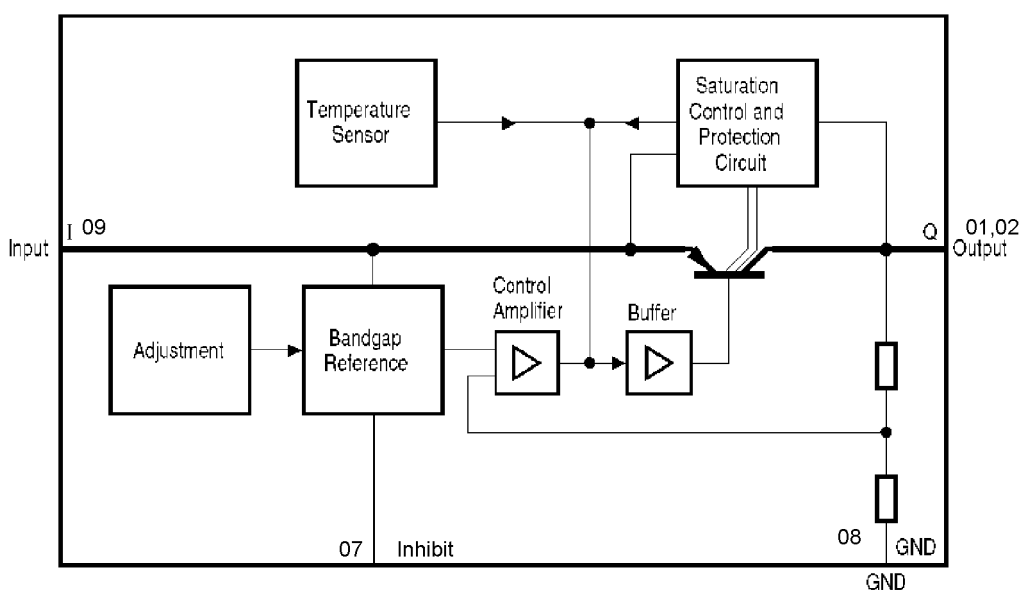 Temperature
Sensor
Saturation
Control and
Protection
Circuit
I 09
Input
Q
01,02
Output
Adjustment
Bandgap
Reference
Control
Amplifier
Buffer
07 Inhibit
08
GND
GND